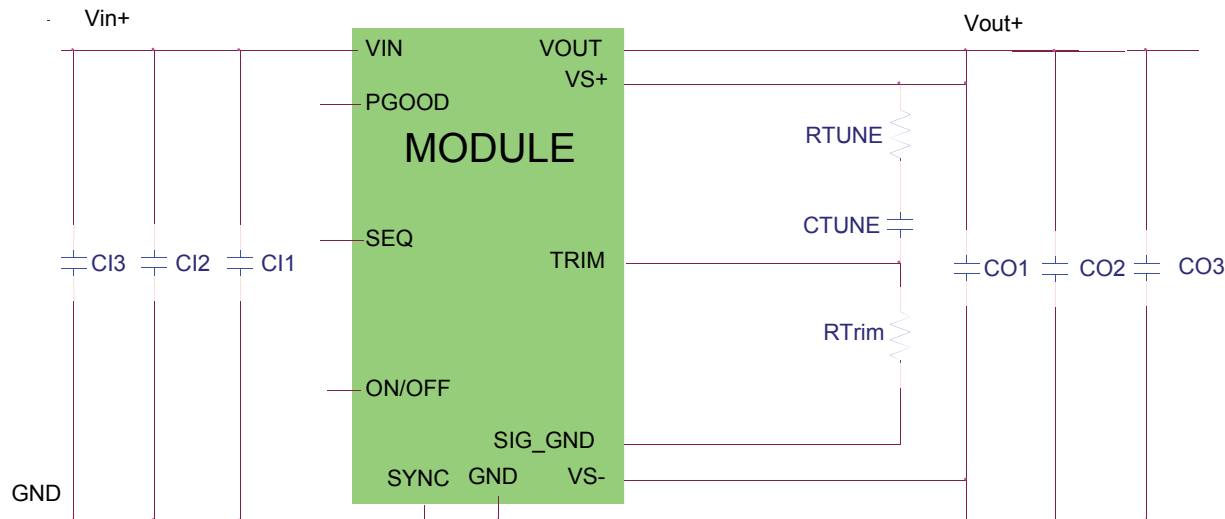 Vin+
Vout+
VIN
VOUT
VS+
PGOOD
MODULE
RTUNE
CTUNE
SEQ
TRIM
CI3
CI2
CI1
CO1
CO2
CO3
RTrim
ON/OFF
SIG_GND
SYNC
GND
VS-
GND